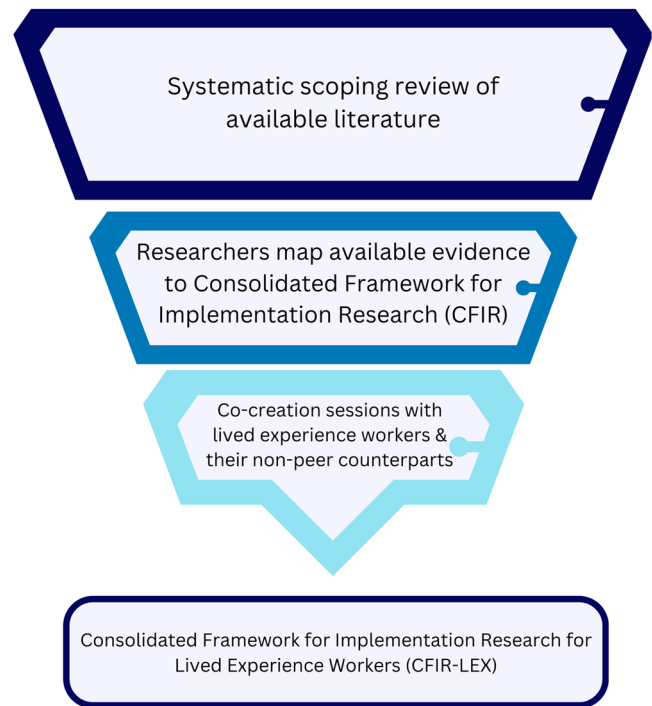 Systematic scoping review of
available literature
Researchers map available evidence
to Consolidated Framework for
Implementation Research (CFIR)
Co-creation sessions with
lived experience workers &
their non-peer counterparts
Consolidated Framework for Implementation Research for
Lived Experience Workers (CFIR-LEX)